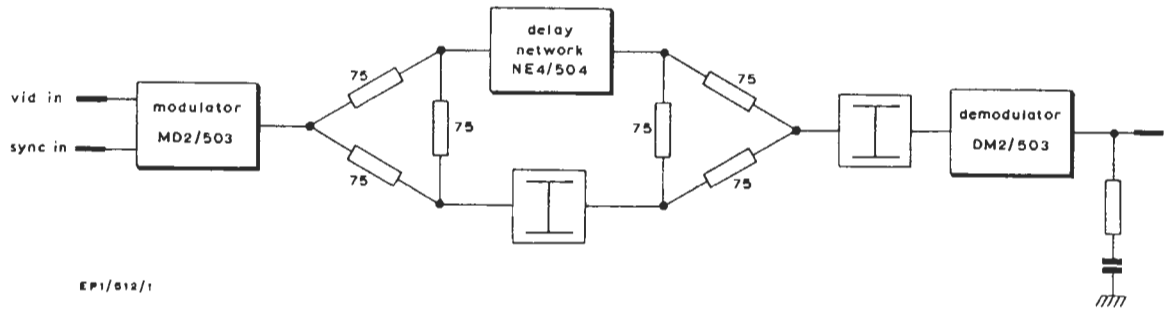 vid in
sync in
modulator
MD2/503
75
75
75
delay
network
NE4/504
75
75
75
demodulator
DM2/503
EP1/512/1